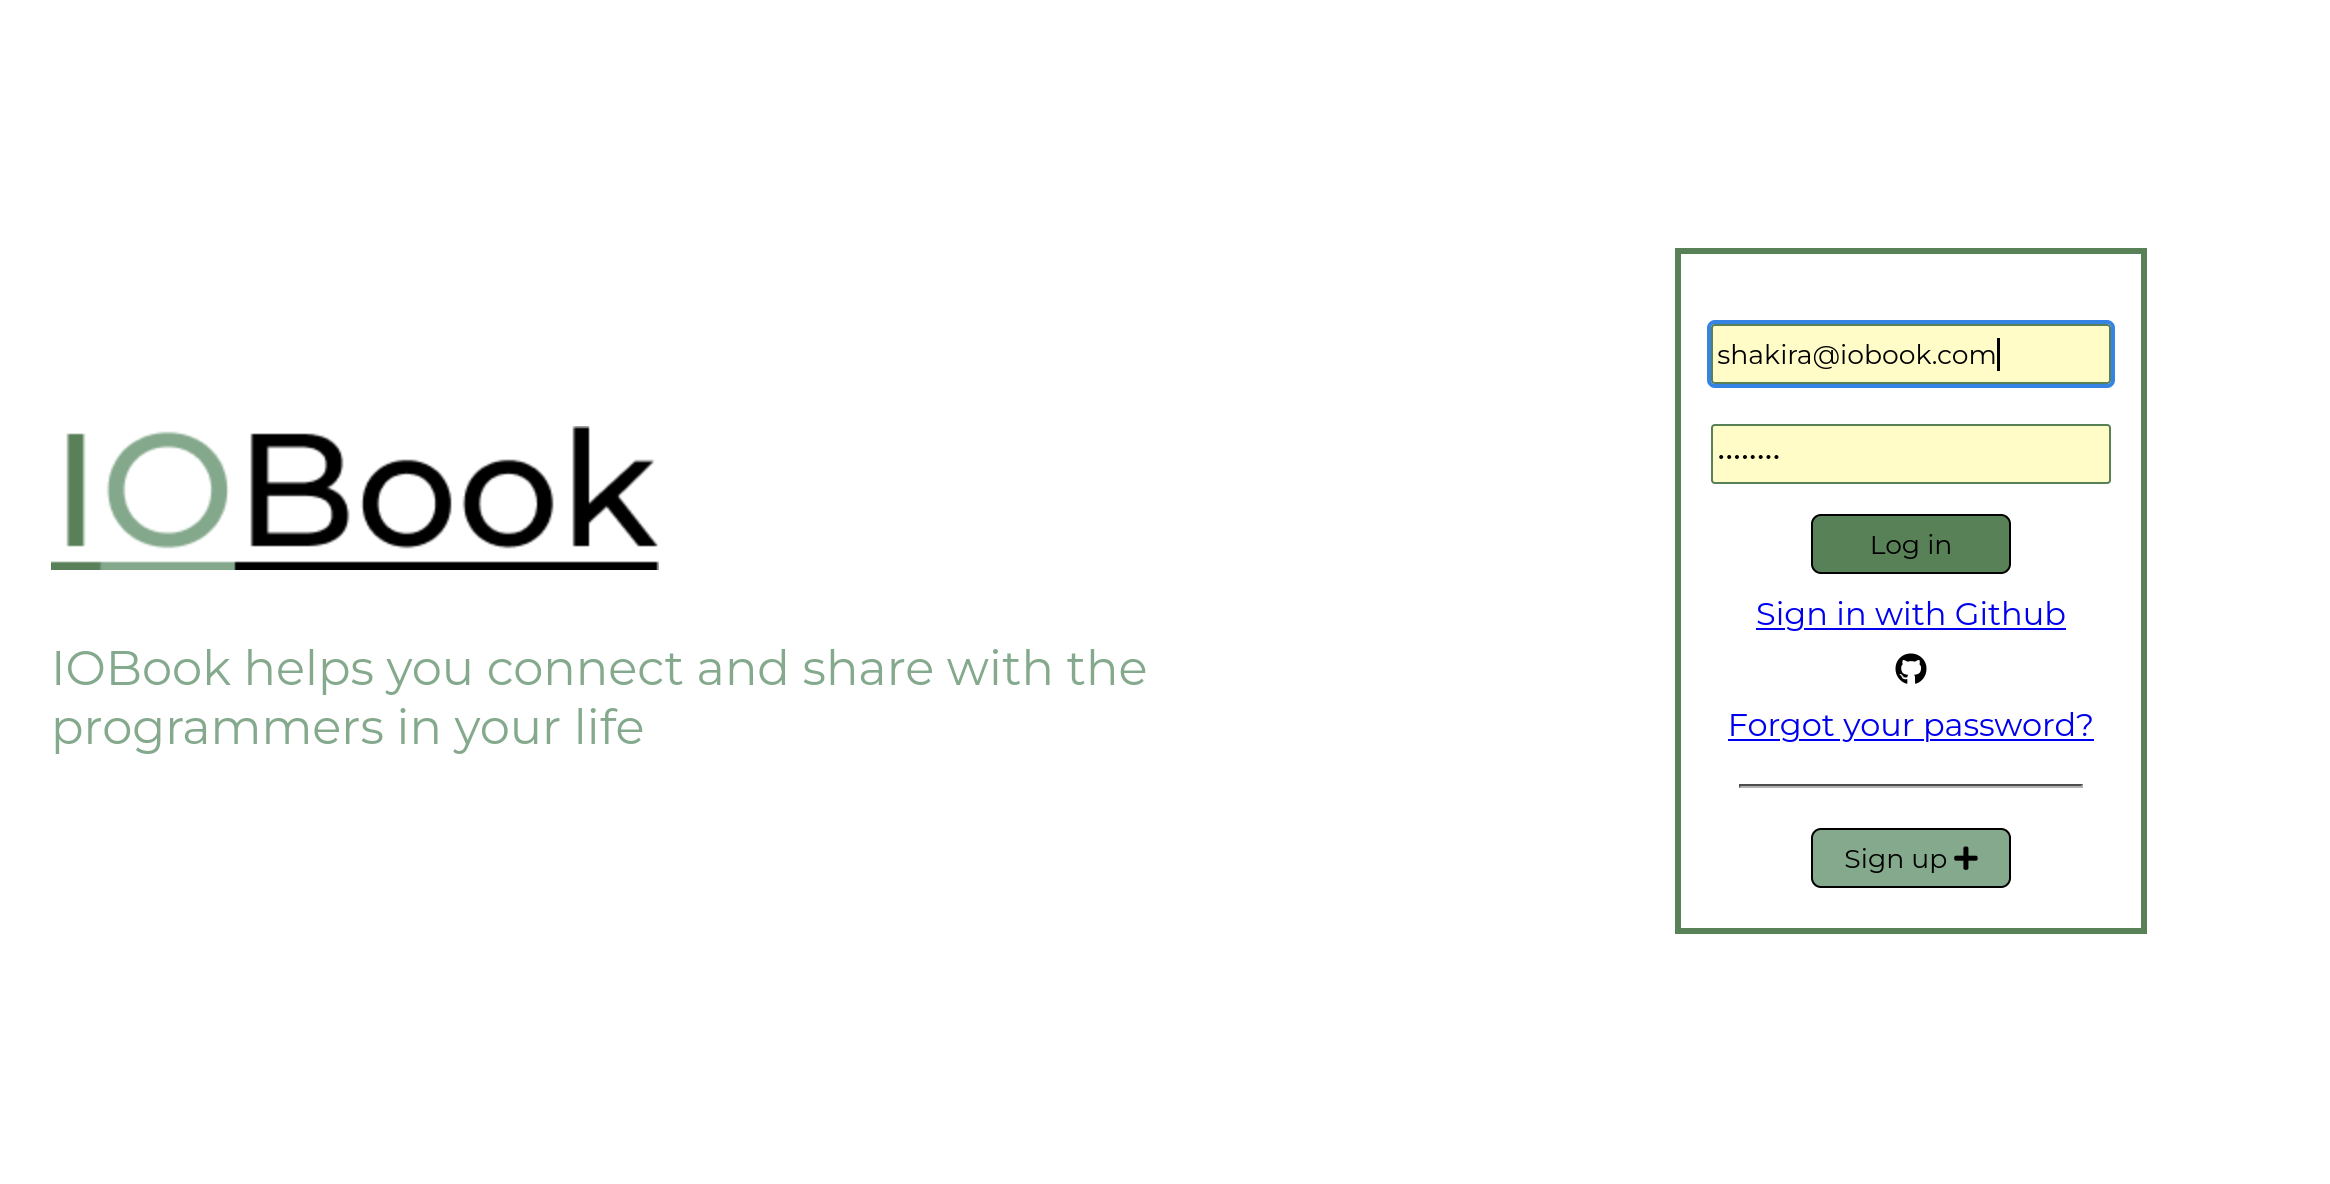 IOBook
IOBook helps you connect and share with the
programmers in your life
shakira@iobook.com
........
Log in
Sign in with Github
Forgot your password?
Sign up